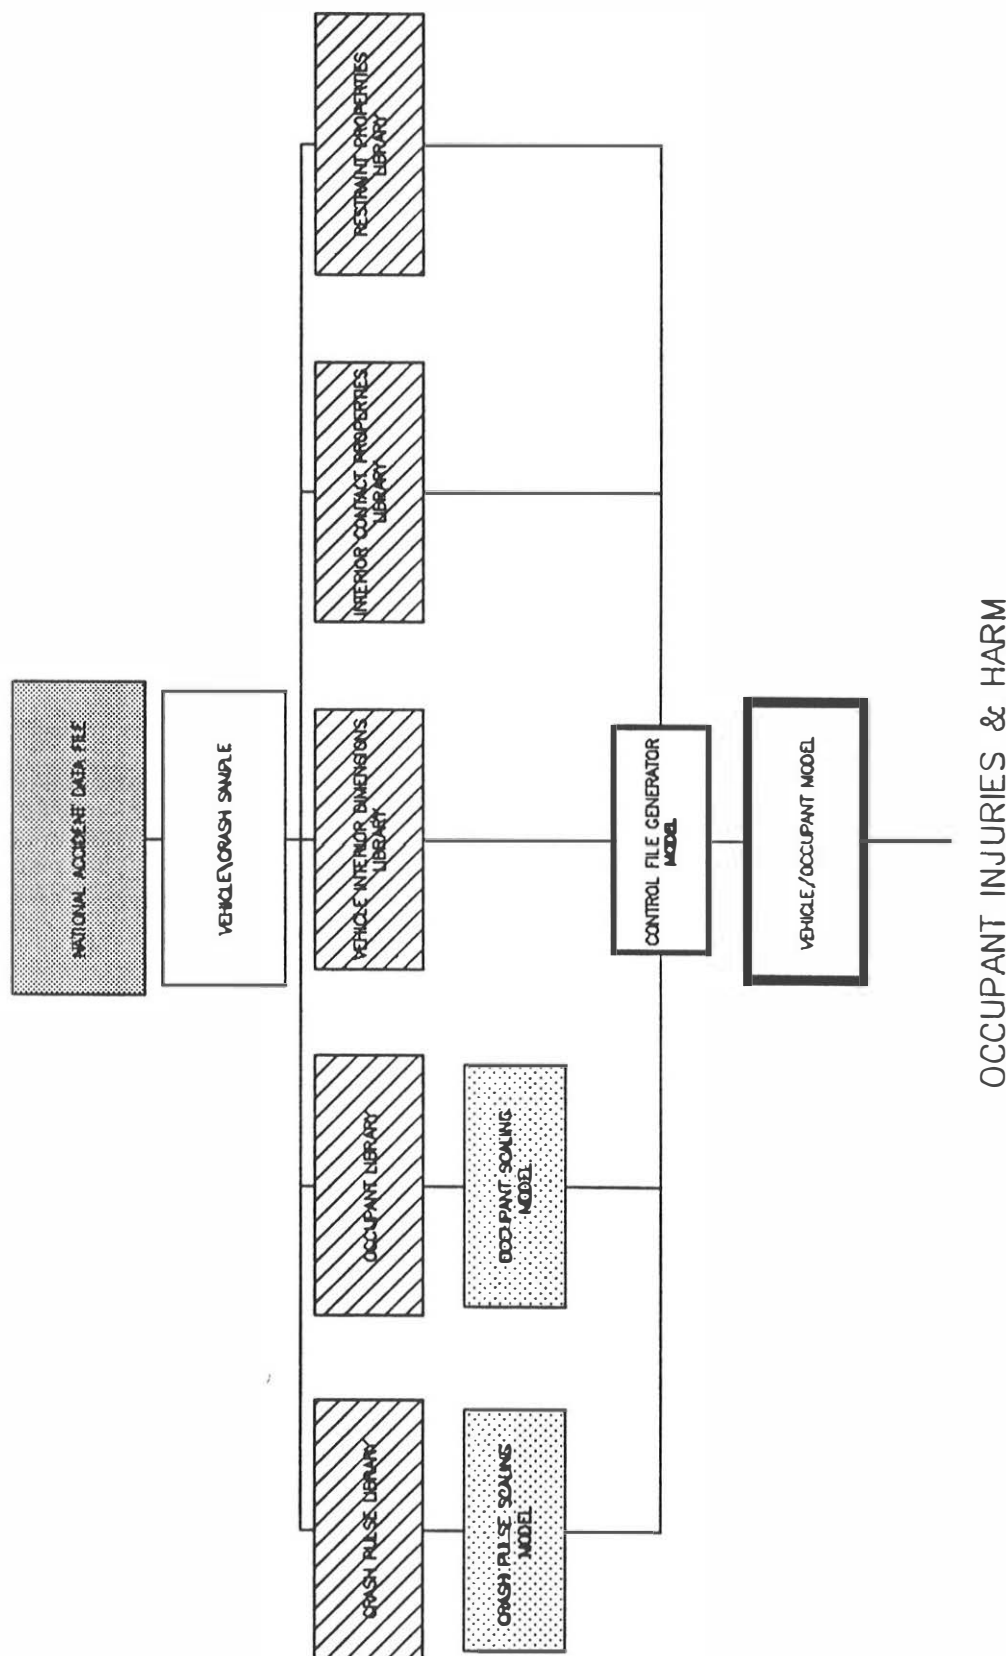 NATIONAL ACCIDENT DATA FILE
VEHICLE\CRASH SAMPLE
CRASH PULSE LIBRARY
OCCUPANT LIBRARY
VEHICLE INTERIOR DIMENSIONS
LIBRARY
INTERIOR CONTACT PROPERTIES
LIBRARY
RESTRAINT PROPERTIES
LIBRARY
CRASH PULSE SCALING
MODEL
OCCUPANT SCALING
MODEL
CONTROL FILE GENERATOR
MODEL
VEHICLE/OCCUPANT MODEL
OCCUPANT INJURIES & HARM